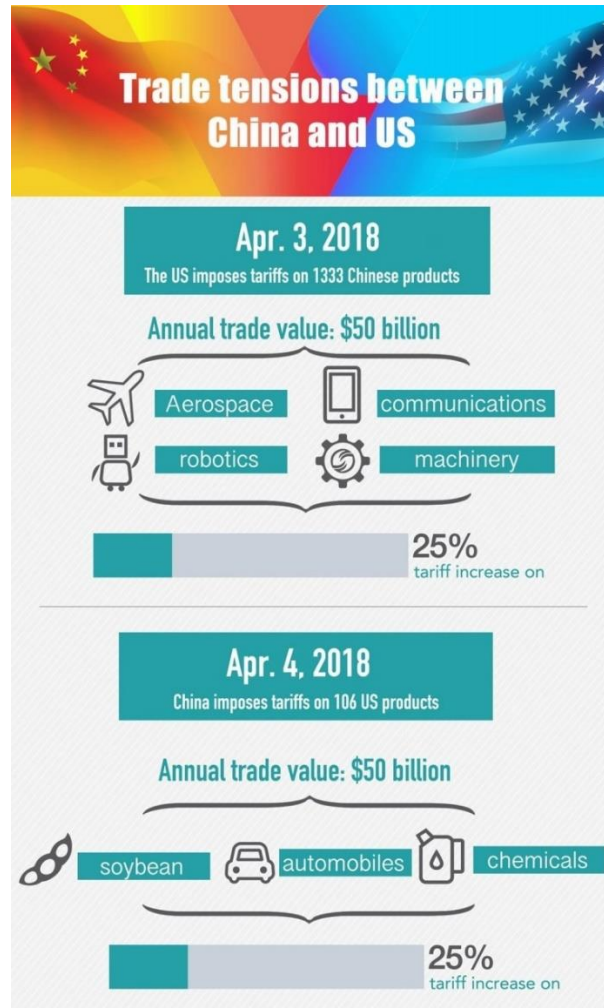 Trade tensions between
China and US
Apr. 3, 2018
The US imposes tariffs on 1333 Chinese products
Annual trade value: $50 billion
Aerospace
communications
robotics
machinery
25%
tariff increase on
Apr. 4, 2018
China imposes tariffs on 106 US products
Annual trade value: $50 billion
soybean
automobiles
chemicals
25%
tariff increase on